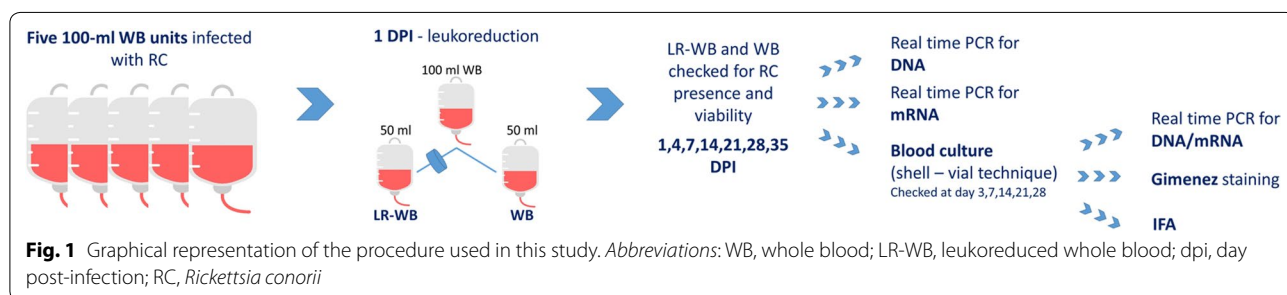 Five 100-ml WB units infected
with RC
1 DPI - leukoreduction
100 ml WB
50 ml
50 ml
LR-WB
WB
LR-WB and WB
checked for RC
presence and
viability
1,4,7,14,21,28,35
DPI
Real time PCR for
DNA
Real time PCR for
mRNA
Blood culture
(shell – vial technique)
Checked at day 3,7,14,21,28
Real time PCR for
DNA/mRNA
Gimenez staining
IFA
Fig. 1 Graphical representation of the procedure used in this study. Abbreviations: WB, whole blood; LR-WB, leukoreduced whole blood; dpi, day
post-infection; RC, Rickettsia conorii